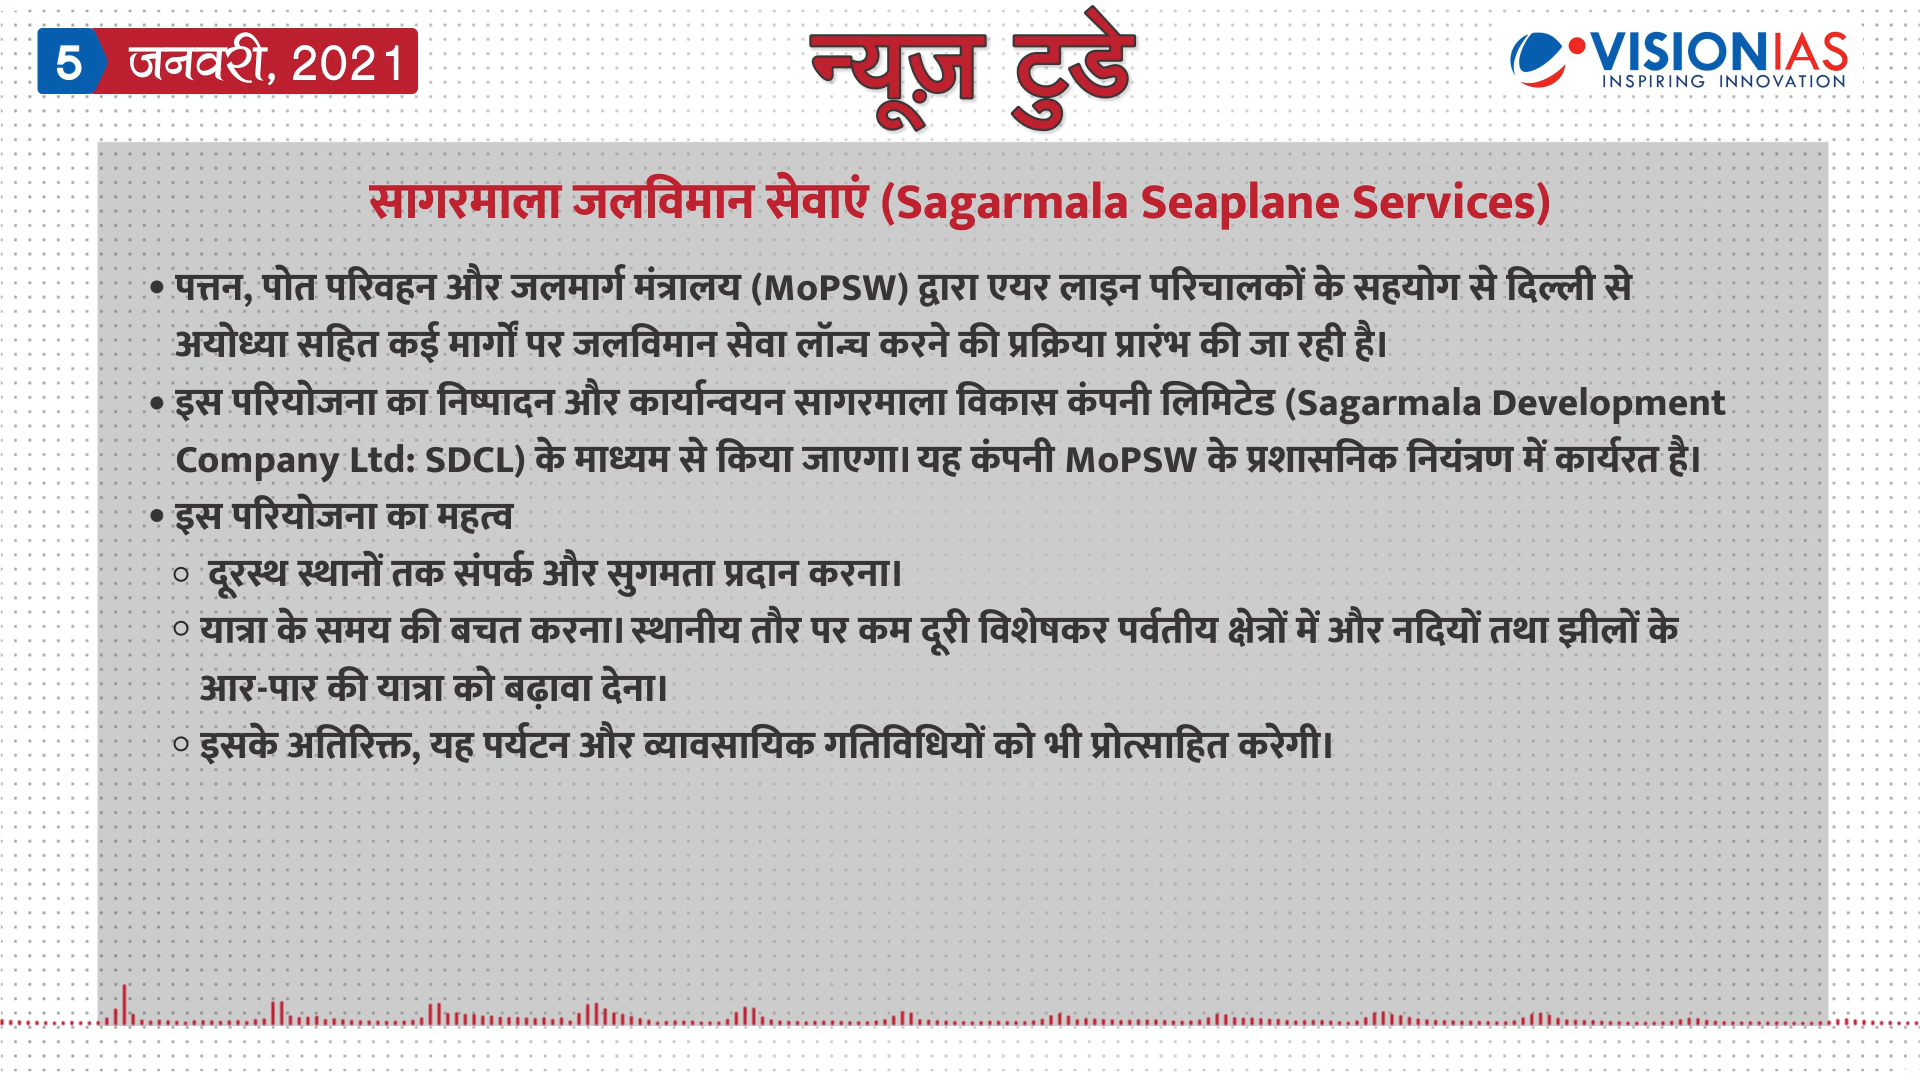 5 जनवरी, 2021
न्यूज़ टुडे
VISIONIAS
INSPIRING INNOVATION
सागरमाला जलविमान सेवाएं (Sagarmala Seaplane Services)
• पत्तन, पोत परिवहन और जलमार्ग मंत्रालय (MoPSW) द्वारा एयर लाइन परिचालकों के सहयोग से दिल्ली से
अयोध्या सहित कई मार्गों पर जलविमान सेवा लॉन्च करने की प्रक्रिया प्रारंभ की जा रही है।
• इस परियोजना का निष्पादन और कार्यान्वयन सागरमाला विकास कंपनी लिमिटेड (Sagarmala Development
Company Ltd: SDCL) के माध्यम से किया जाएगा। यह कंपनी MoPSW के प्रशासनिक नियंत्रण में कार्यरत है।
• इस परियोजना का महत्व
○ दूरस्थ स्थानों तक संपर्क और सुगमता प्रदान करना।
○ यात्रा के समय की बचत करना। स्थानीय तौर पर कम दूरी विशेषकर पर्वतीय क्षेत्रों में और नदियों तथा झीलों के
आर-पार की यात्रा को बढ़ावा देना।
○ इसके अतिरिक्त, यह पर्यटन और व्यावसायिक गतिविधियों को भी प्रोत्साहित करेगी।